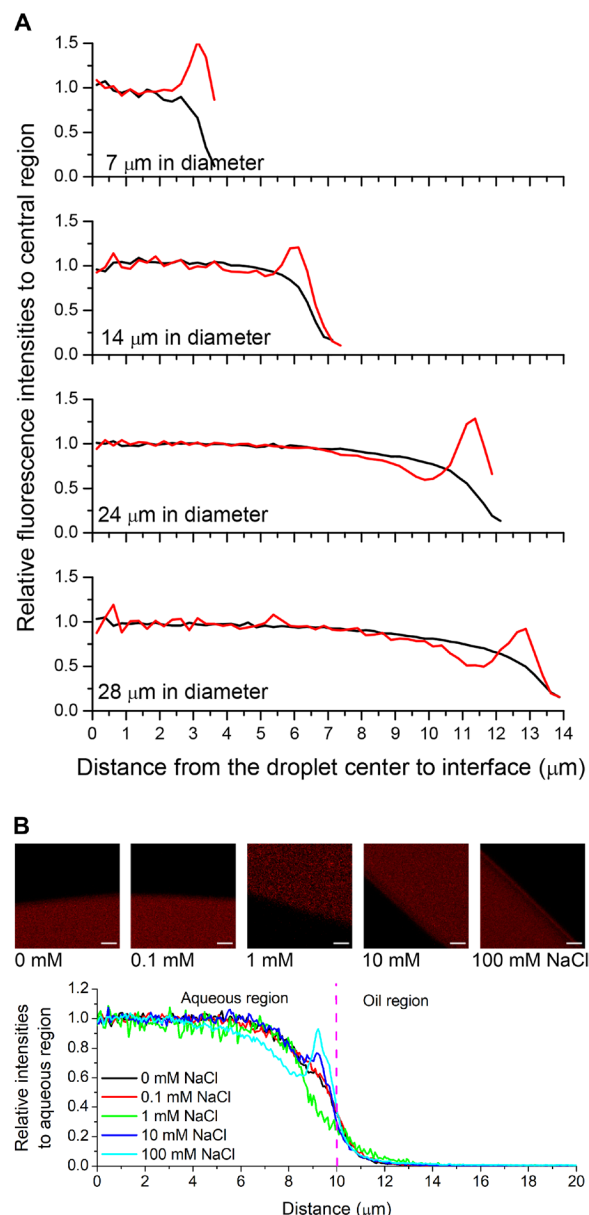 A
Relative fluorescence intensities to central region
1.5
1.0
0.5
0.0
7 μm in diameter
1.5
1.0
0.5
0.0
14 μm in diameter
1.5
1.0
0.5
0.0
24 μm in diameter
1.5
1.0
0.5
0.0
28 μm in diameter
0 1 2 3 4 5 6 7 8 9 10 11 12 13 14
Distance from the droplet center to interface (μm)
B
0 mM 0.1 mM 1 mM 10 mM 100 mM NaCl
Relative intensities
to aqueous region
1.2
1.0
0.8
0.6
0.4
0.2
0.0
Aqueous region Oil region
0 mM NaCl
0.1 mM NaCl
1 mM NaCl
10 mM NaCl
100 mM NaCl
0 2 4 6 8 10 12 14 16 18 20
Distance (μm)